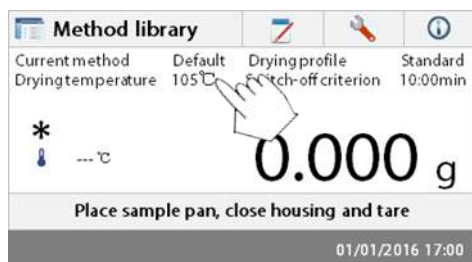 Method library
Current method Default Drying profile Standard
Drying temperature 105°C -off criterion 10:00min
*
--- °C 0.000 g
Place sample pan, close housing and tare
01/01/2016 17:00